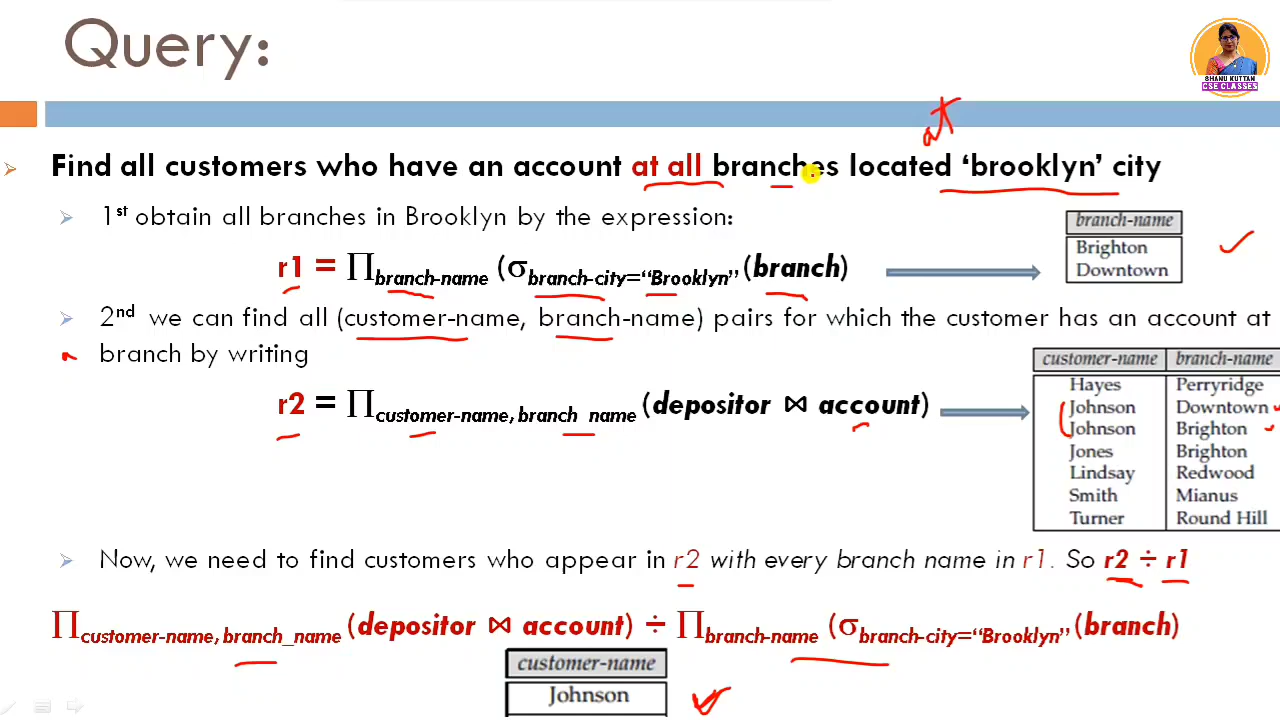 Query:
BHANU KUTTAN
CSE CLASSES
at
Find all customers who have an account at all branches located ‘brooklyn’ city
1st obtain all branches in Brooklyn by the expression:
r1 = ∏branch-name (σbranch-city=“Brooklyn” (branch)
branch-name
Brighton
Downtown
2nd we can find all (customer-name, branch-name) pairs for which the customer has an account at
branch by writing
r2 = ∏customer-name, branch_name (depositor ⋈ account)
customer-name branch-name
Hayes Perryridge
Johnson Downtown
Johnson Brighton
Jones Brighton
Lindsay Redwood
Smith Mianus
Turner Round Hill
Now, we need to find customers who appear in r2 with every branch name in r1. So r2 ÷ r1
∏customer-name, branch_name (depositor ⋈ account) ÷ ∏branch-name (σbranch-city=“Brooklyn” (branch)
customer-name
Johnson